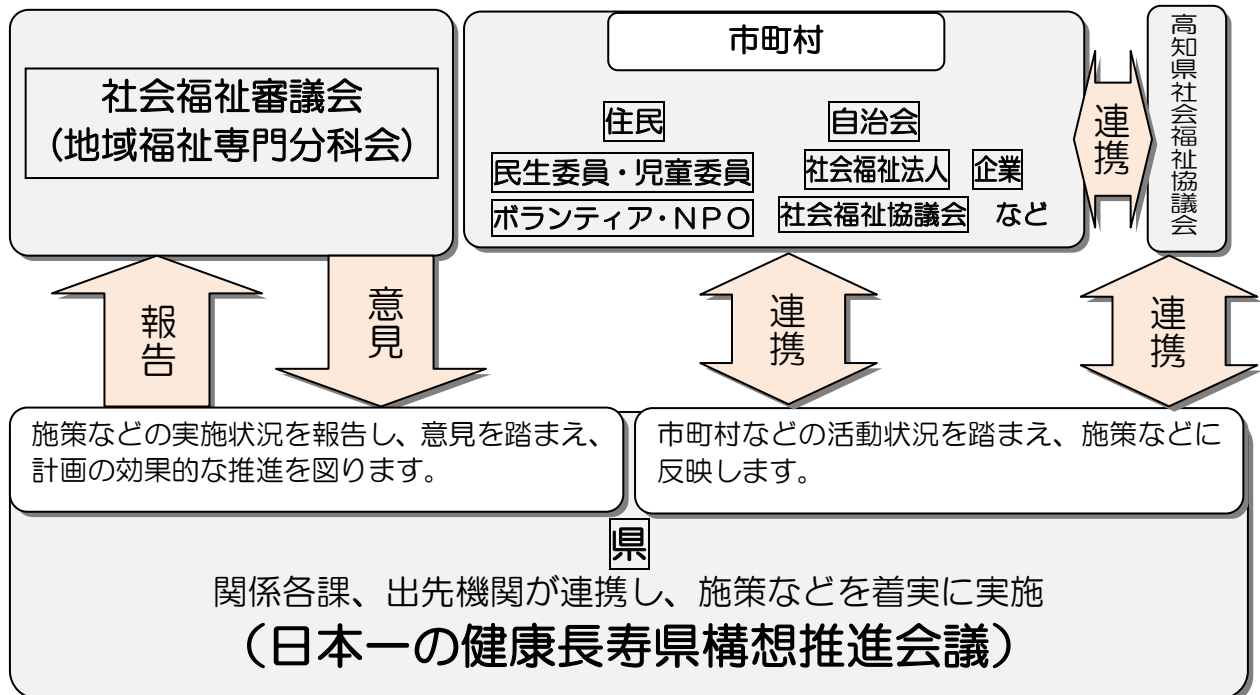 社会福祉審議会
（地域福祉専門分科会）
市町村
住民
自治会
民生委員・児童委員
社会福祉法人
企業
ボランティア・ＮＰＯ
社会福祉協議会
など
連携
高知県社会福祉協議会
報告
意見
連携
連携
施策などの実施状況を報告し、意見を踏まえ、
計画の効果的な推進を図ります。
市町村などの活動状況を踏まえ、施策などに
反映します。
県
関係各課、出先機関が連携し、施策などを着実に実施
（日本一の健康長寿県構想推進会議）